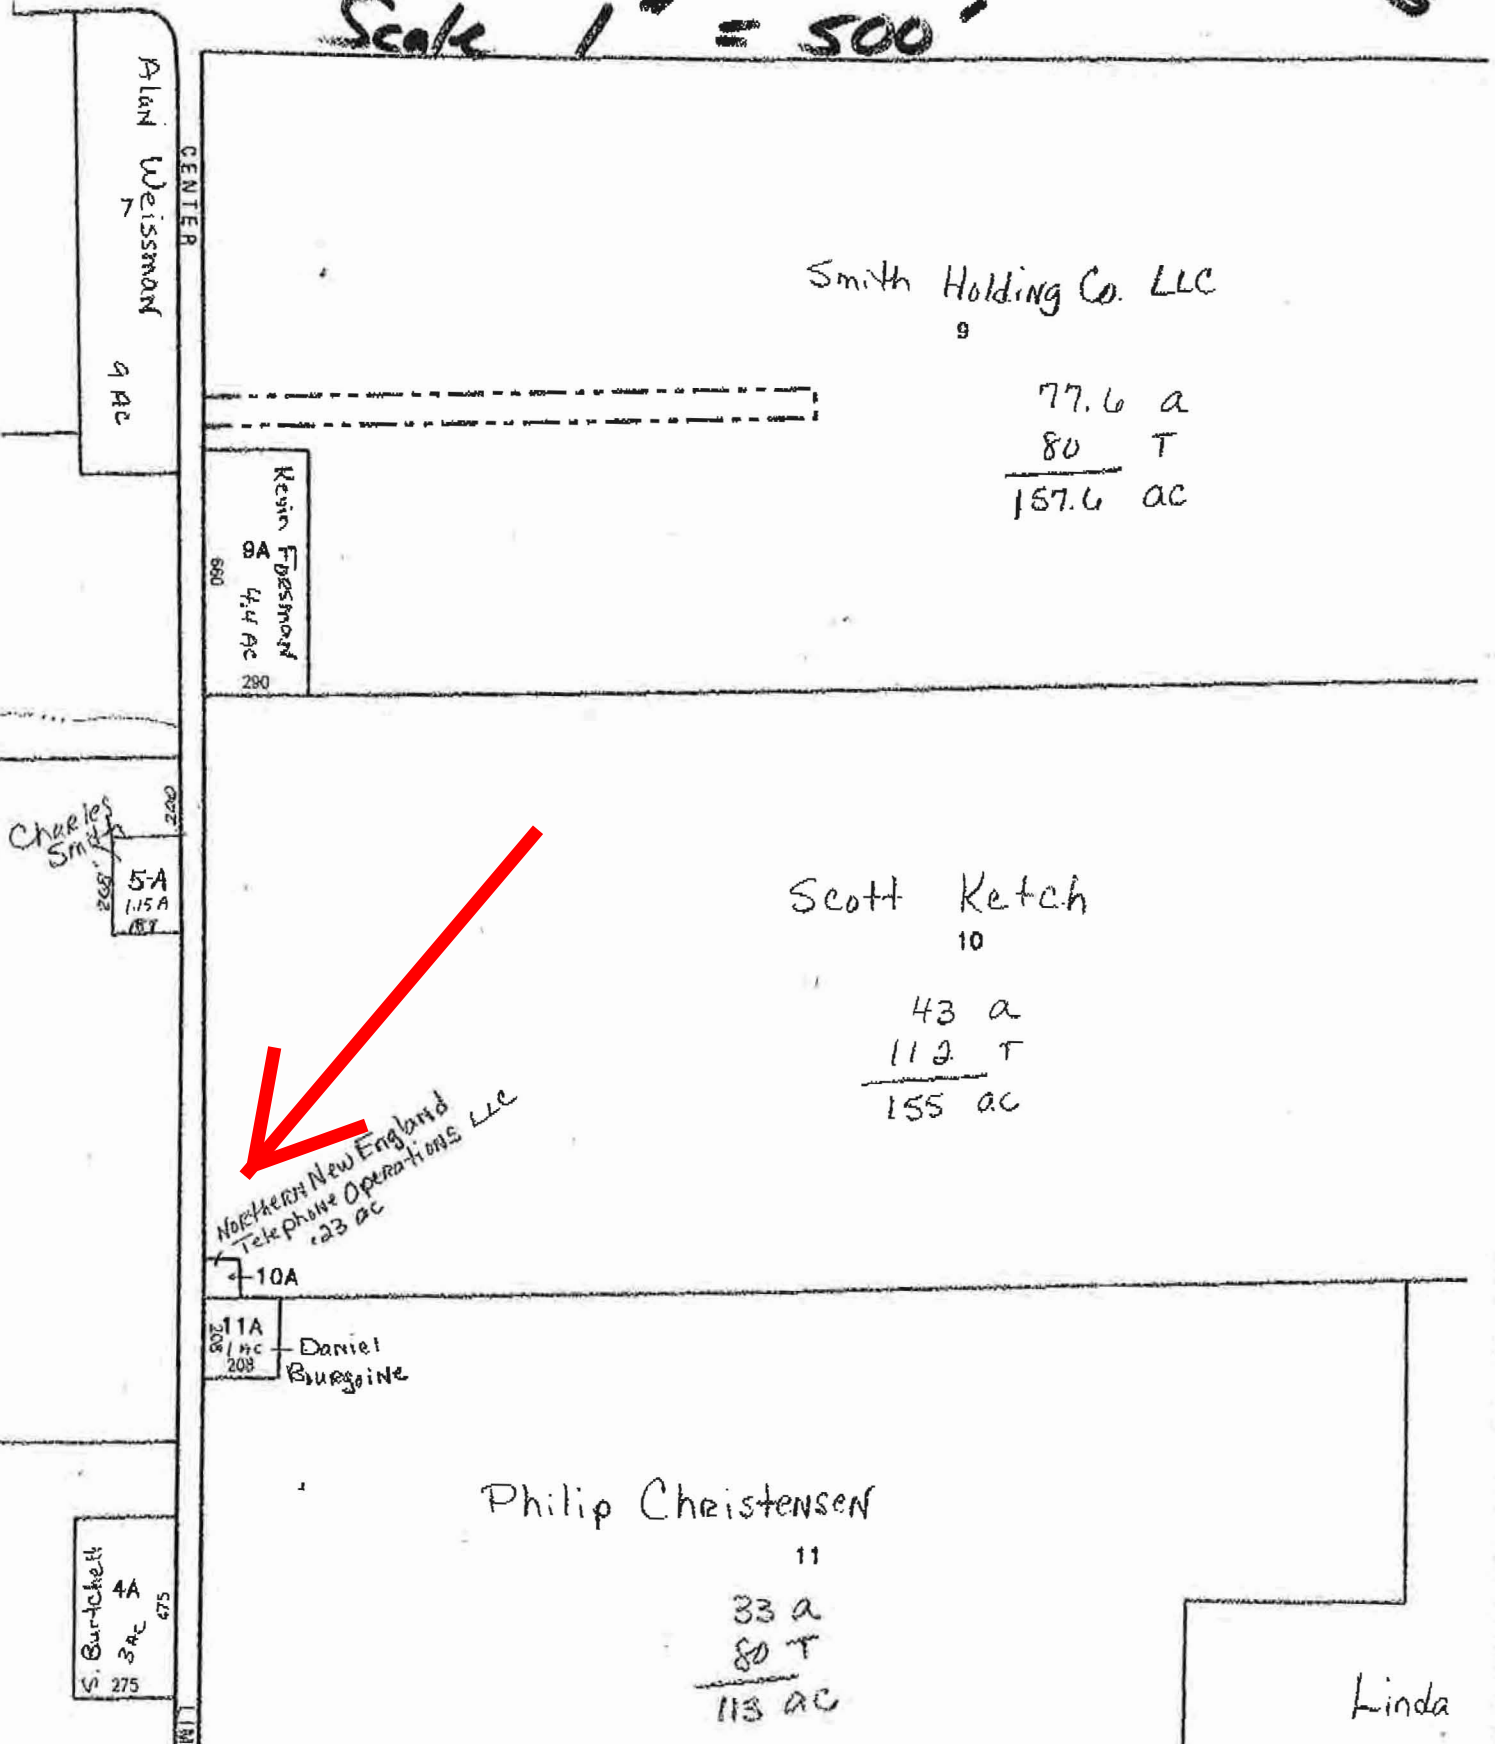 Scale 1" = 500'
Alan Weissman
7
9 AC
CENTER
Smith Holding Co. LLC
9
77.6 a
80 T
157.6 ac
Kevin Foresman
9A
4.4 AC
660
290
200
Charles
Smith
5-A
1.15 A
208
Scott Ketch
10
43 a
112 T
155 ac
Northern New England
Telephone Operations LLC
.23 ac
10A
11A
208
1 AC
208
Daniel
Burgoine
Philip Christensen
11
33 a
80 T
113 ac
S. Burtchell
4A
3 Ac
475
275
LIM
Linda